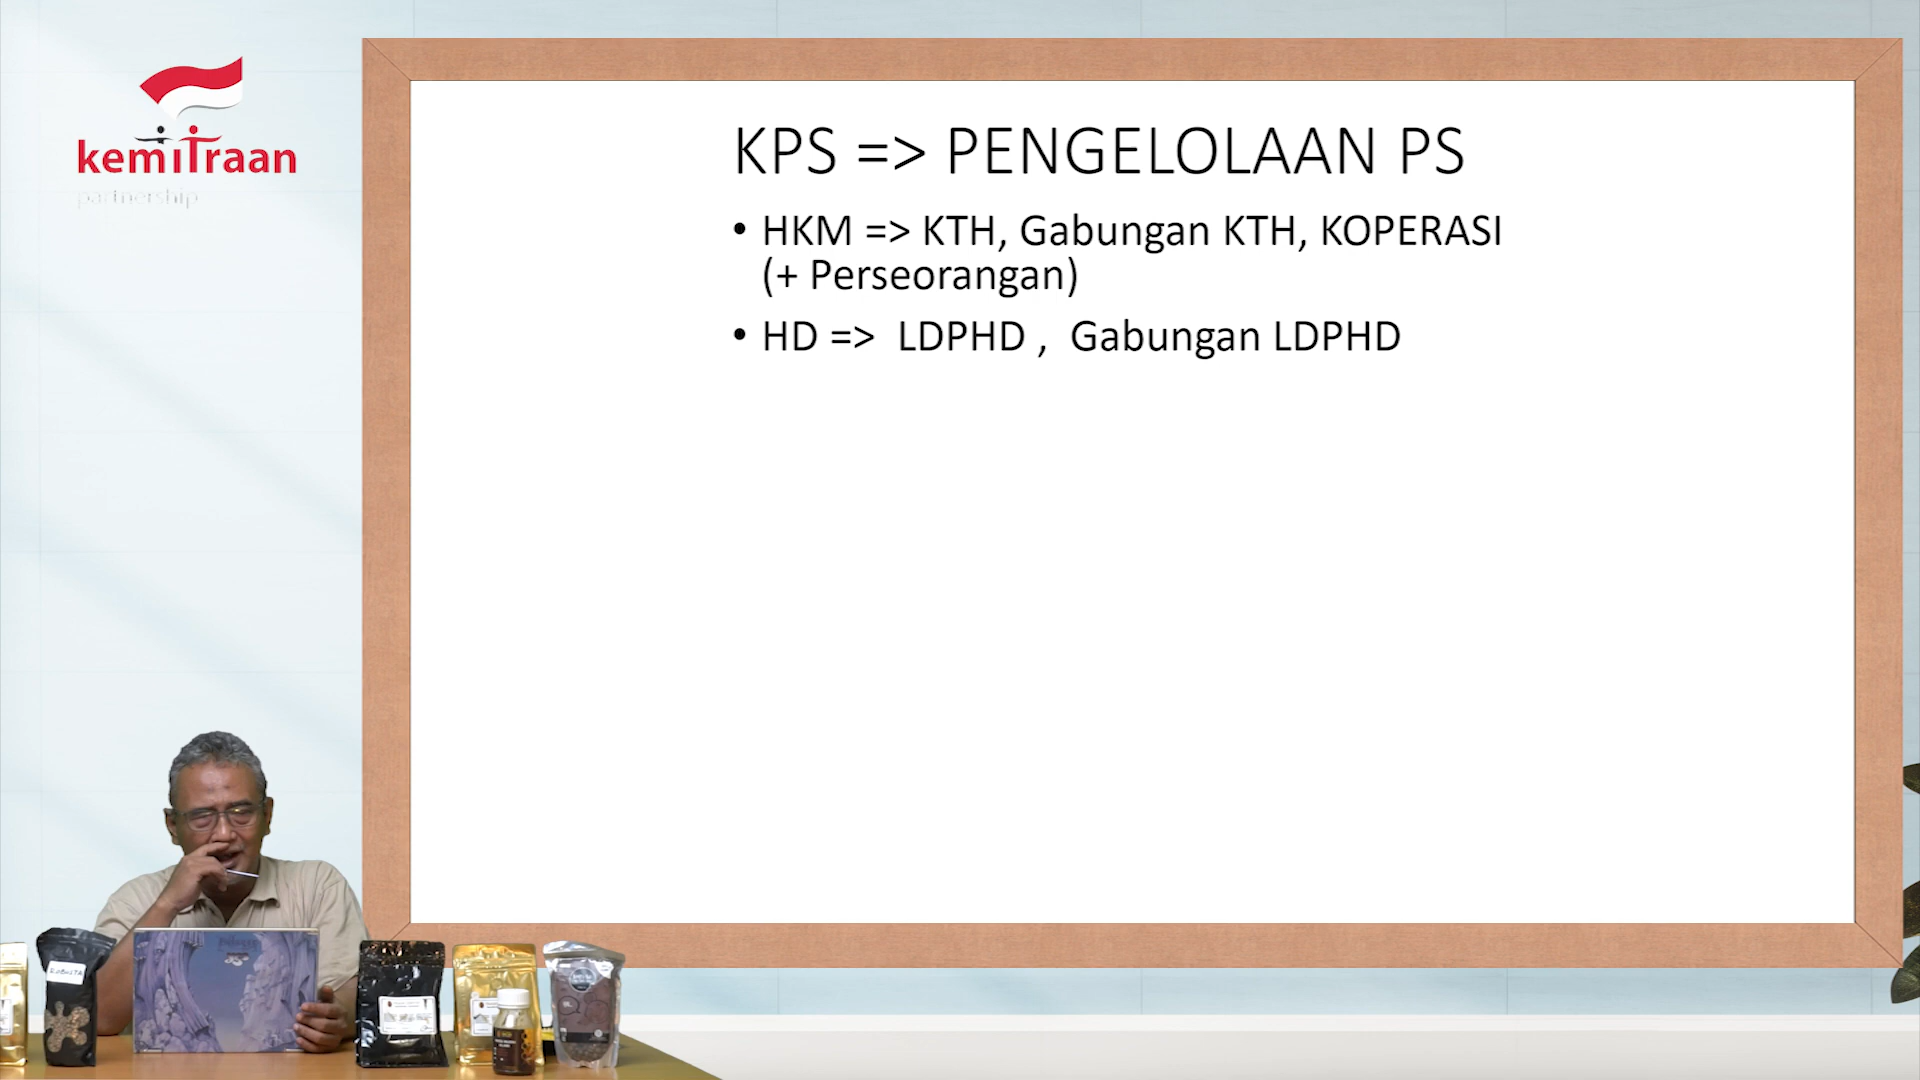 kemitraan
partnership
KPS => PENGELOLAAN PS
• HKM => KTH, Gabungan KTH, KOPERASI
(+ Perseorangan)
• HD => LDPHD , Gabungan LDPHD
ROBUSTA